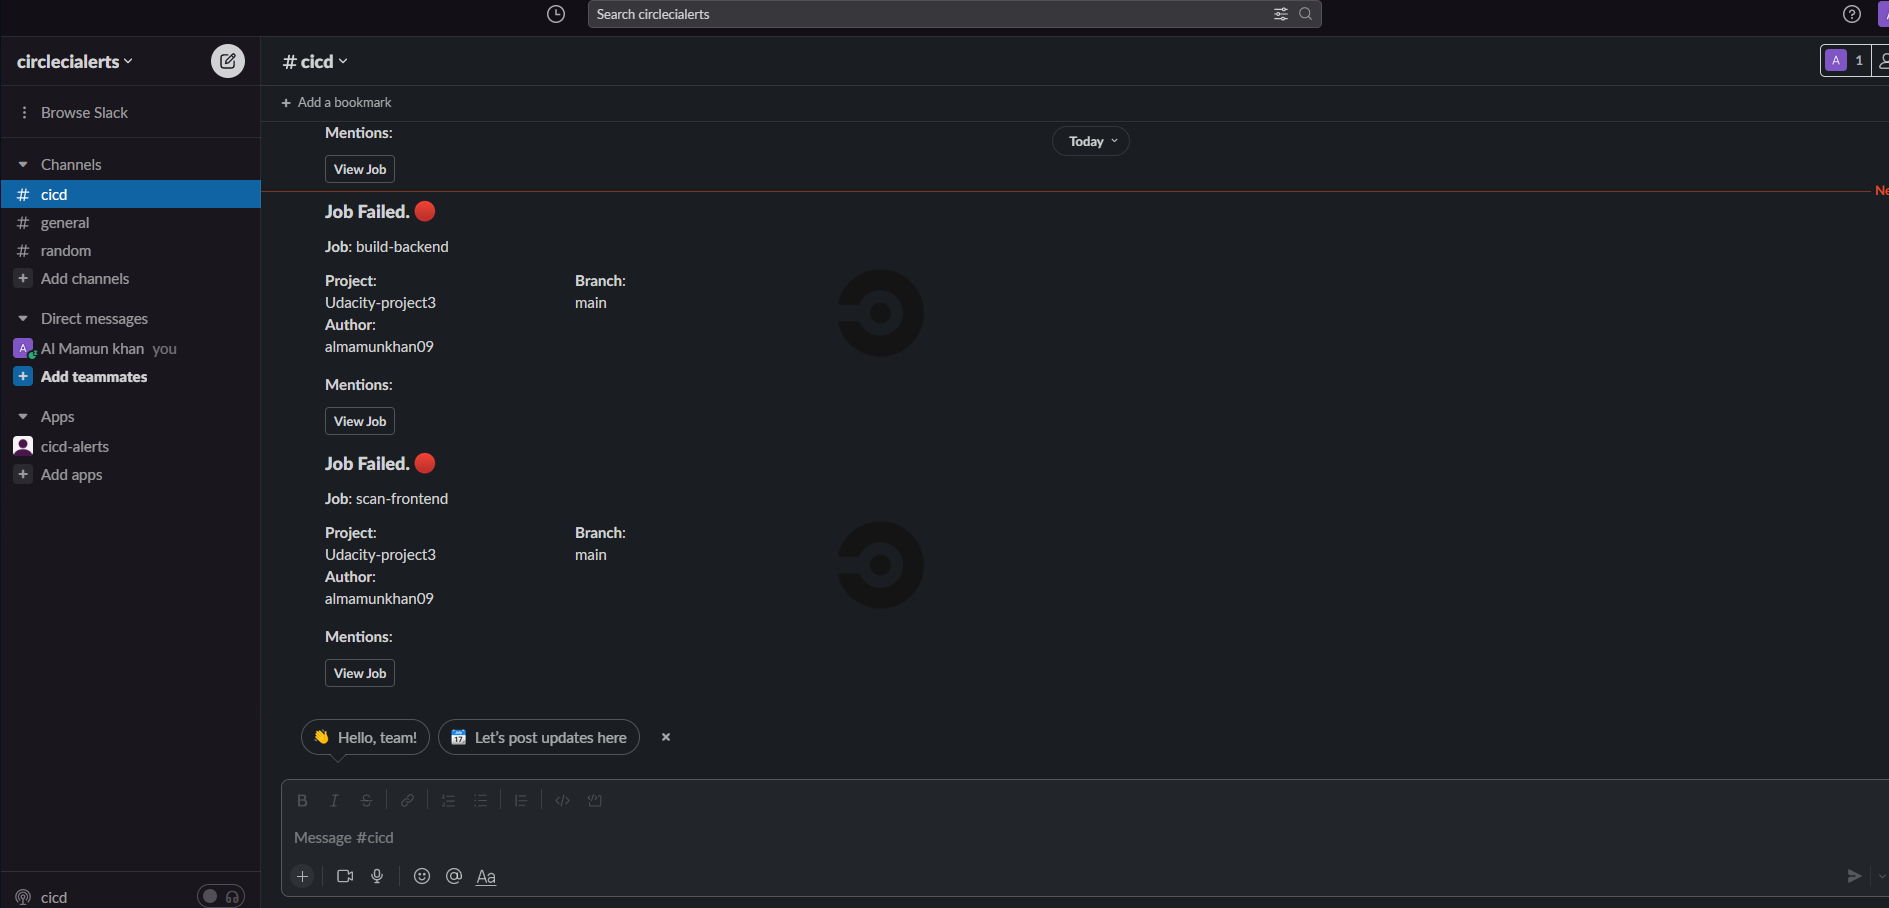 Search circlecialerts
circlecialerts
# cicd
Browse Slack
+ Add a bookmark
Channels
# cicd
# general
# random
+ Add channels
Direct messages
A Al Mamun khan you
+ Add teammates
Apps
cicd-alerts
+ Add apps
cicd
A 1
Today
Mentions:
View Job
Job Failed.
Job: build-backend
Project:
Udacity-project3
Branch:
main
Author:
almamunkhan09
Mentions:
View Job
Job Failed.
Job: scan-frontend
Project:
Udacity-project3
Branch:
main
Author:
almamunkhan09
Mentions:
View Job
Hello, team!
17 Let's post updates here
B I S
Message #cicd
+ @ Aa